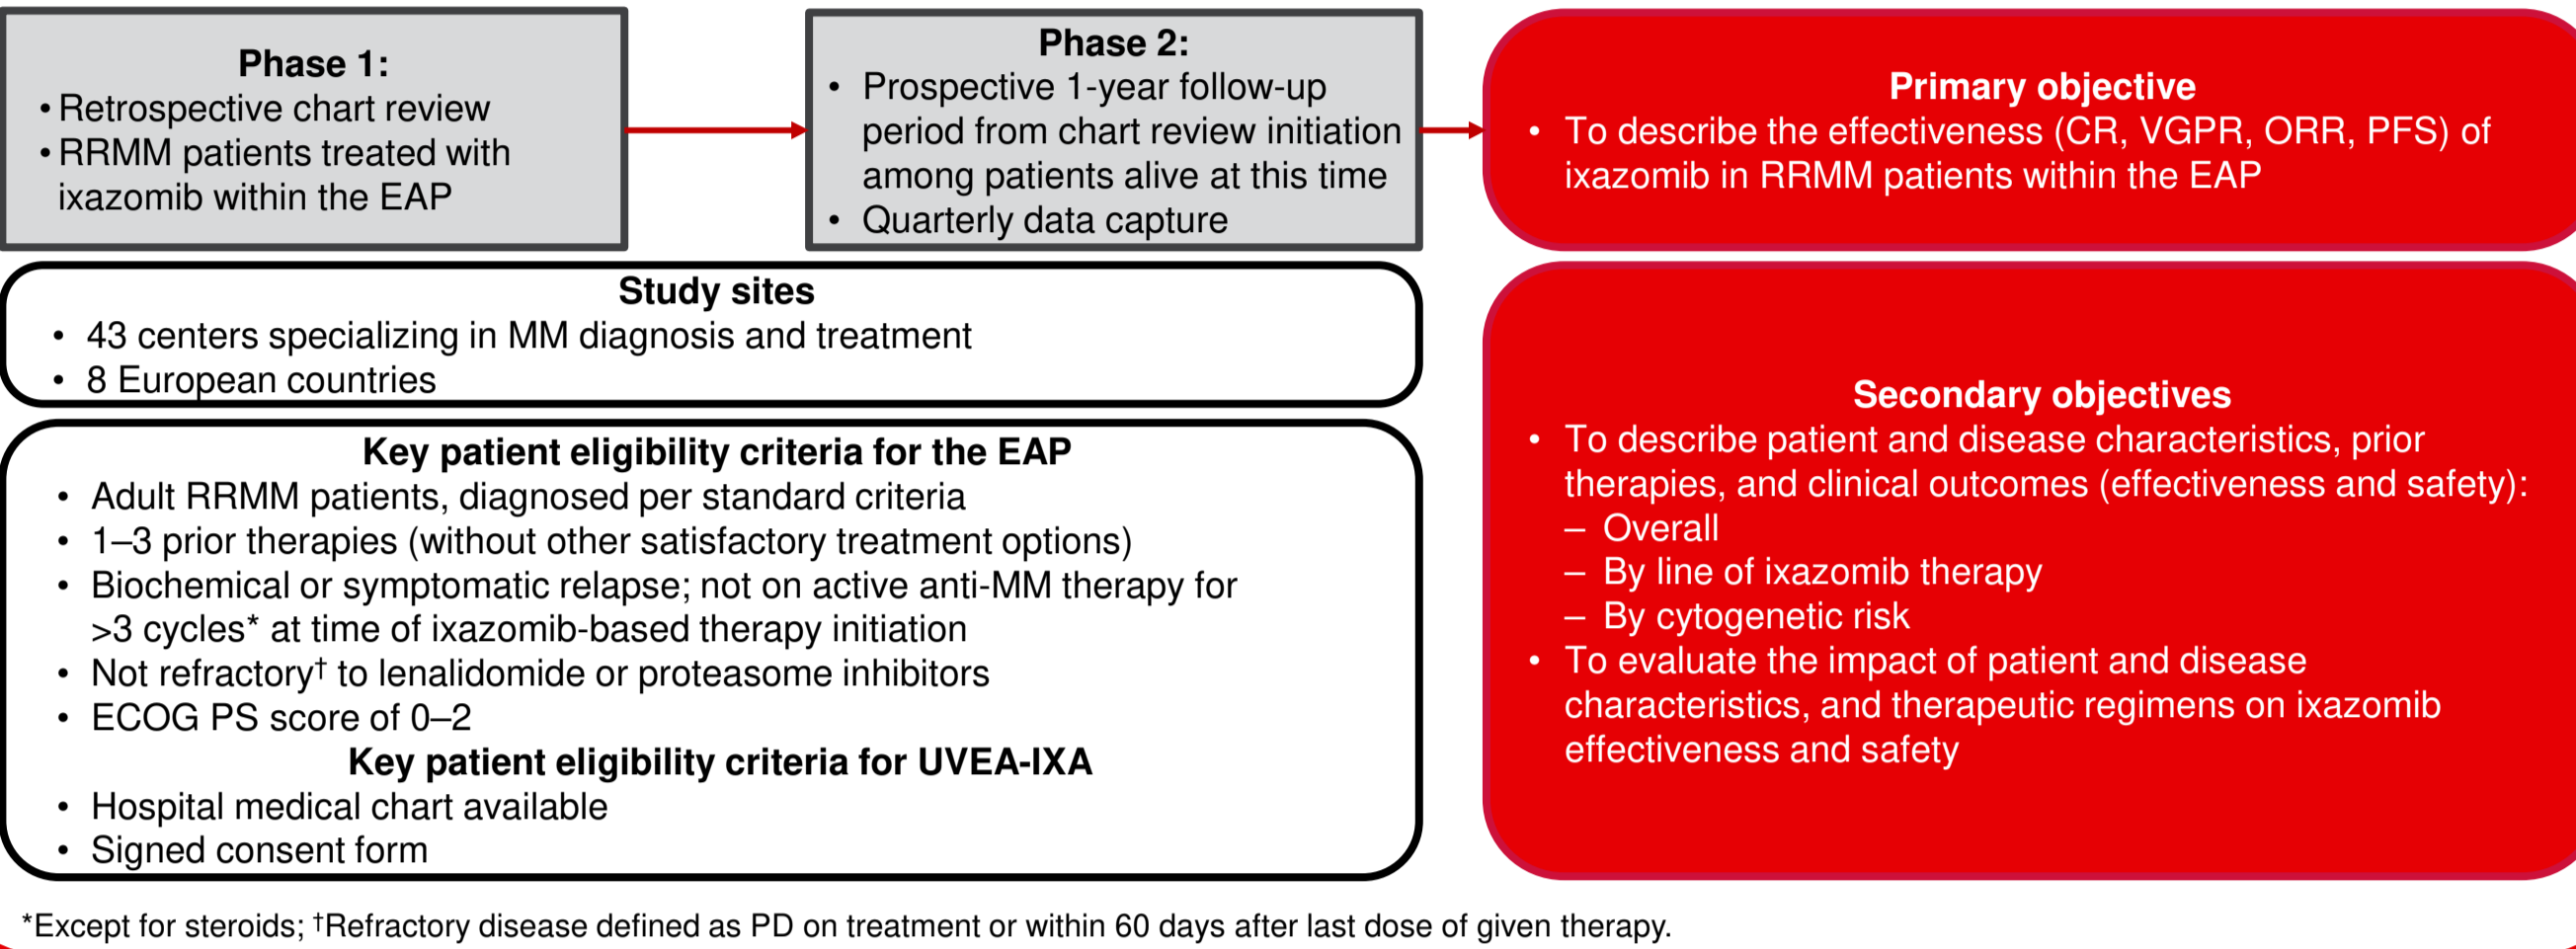 Phase 1:
• Retrospective chart review
• RRMM patients treated with
ixazomib within the EAP
Phase 2:
• Prospective 1-year follow-up
period from chart review initiation
among patients alive at this time
• Quarterly data capture
Primary objective
• To describe the effectiveness (CR, VGPR, ORR, PFS) of
ixazomib in RRMM patients within the EAP
Study sites
• 43 centers specializing in MM diagnosis and treatment
• 8 European countries
Key patient eligibility criteria for the EAP
• Adult RRMM patients, diagnosed per standard criteria
• 1–3 prior therapies (without other satisfactory treatment options)
• Biochemical or symptomatic relapse; not on active anti-MM therapy for
>3 cycles* at time of ixazomib-based therapy initiation
• Not refractory† to lenalidomide or proteasome inhibitors
• ECOG PS score of 0–2
Key patient eligibility criteria for UVEA-IXA
• Hospital medical chart available
• Signed consent form
Secondary objectives
• To describe patient and disease characteristics, prior
therapies, and clinical outcomes (effectiveness and safety):
– Overall
– By line of ixazomib therapy
– By cytogenetic risk
• To evaluate the impact of patient and disease
characteristics, and therapeutic regimens on ixazomib
effectiveness and safety
*Except for steroids; †Refractory disease defined as PD on treatment or within 60 days after last dose of given therapy.